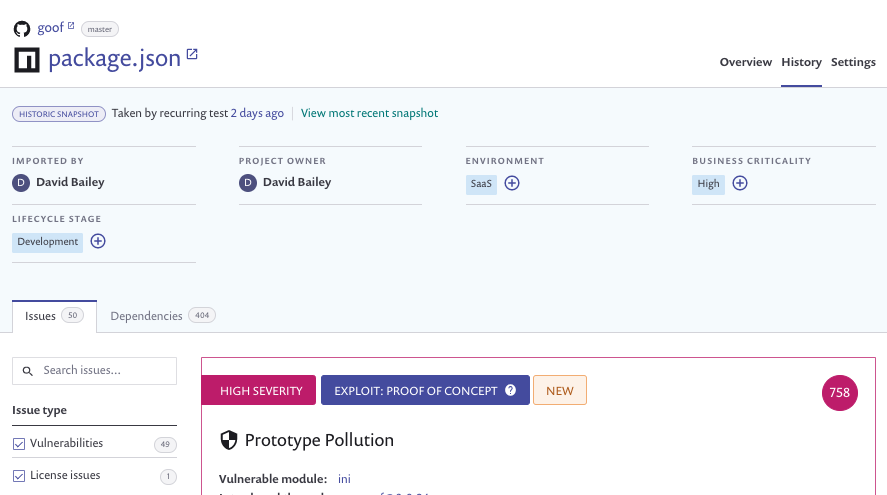 goof master
package.json
Overview History Settings
HISTORIC SNAPSHOT Taken by recurring test 2 days ago View most recent snapshot
IMPORTED BY PROJECT OWNER ENVIRONMENT BUSINESS CRITICALITY
D David Bailey D David Bailey SaaS High
LIFECYCLE STAGE
Development
Issues 50 Dependencies 404
Search issues...
HIGH SEVERITY EXPLOIT: PROOF OF CONCEPT ? NEW 758
Issue type
Prototype Pollution
Vulnerabilities 49
License issues 1
Vulnerable module: ini